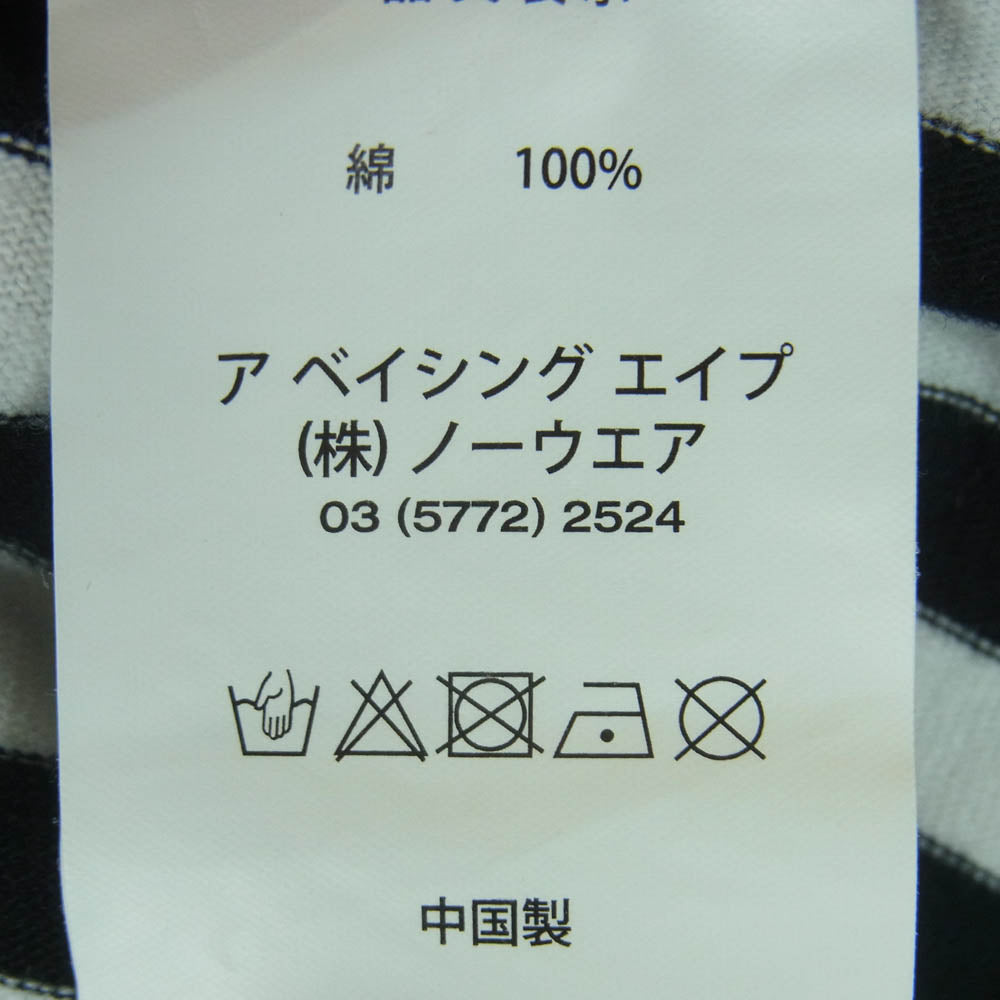 綿 100%
ア ベイシング エイプ
(株) ノーウエア
03 (5772) 2524
中国製